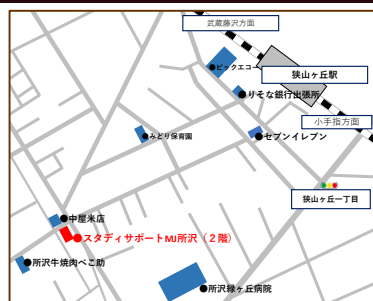 武蔵藤沢方面
ビックエコー
狭山ヶ丘駅
りそな銀行出張所
小手指方面
みどり保育園
セブンイレブン
狭山ヶ丘一丁目
中屋米店
スタディサポートMJ所沢（２階）
所沢牛焼肉べこ助
所沢緑ヶ丘病院